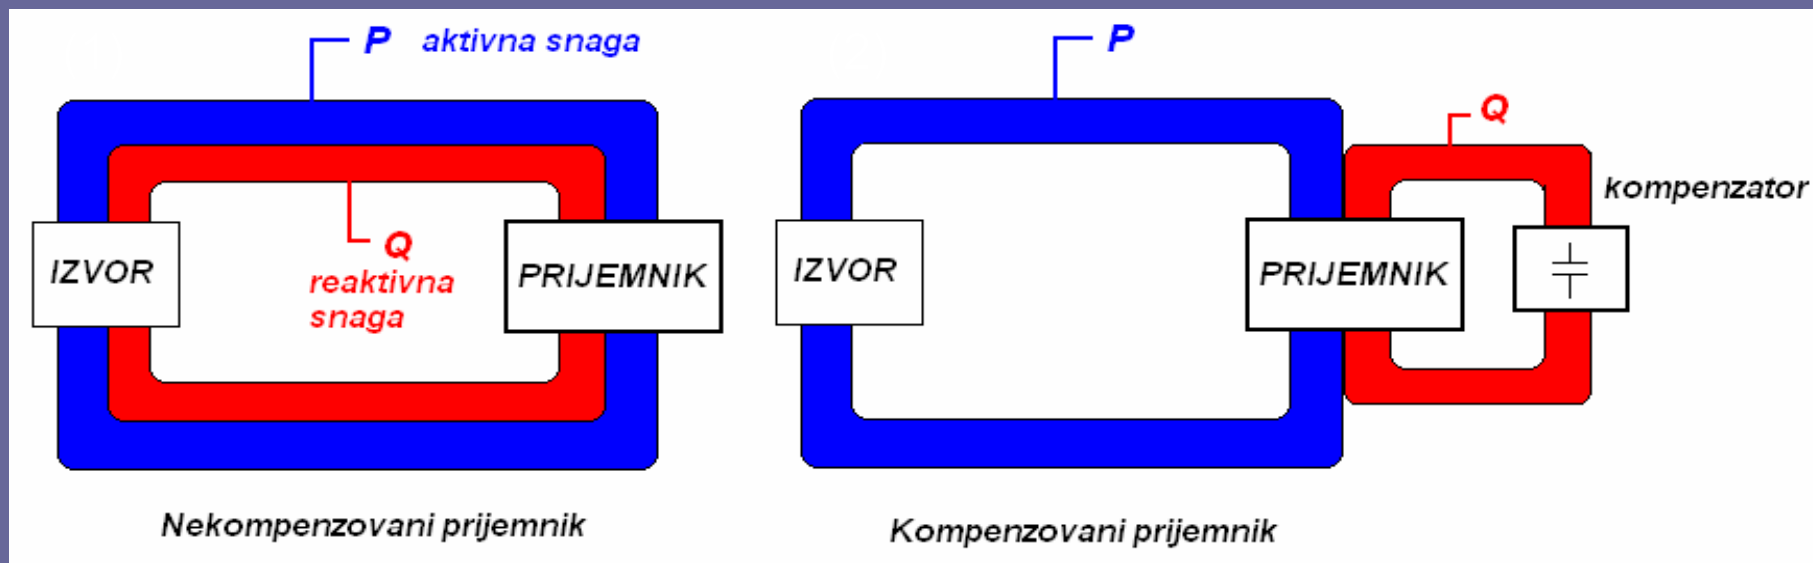 P aktivna snaga
IZVOR
Q
reaktivna
snaga
PRIJEMNIK
Nekompenzovani prijemnik
P
Q
kompenzator
IZVOR
PRIJEMNIK
Kompenzovani prijemnik